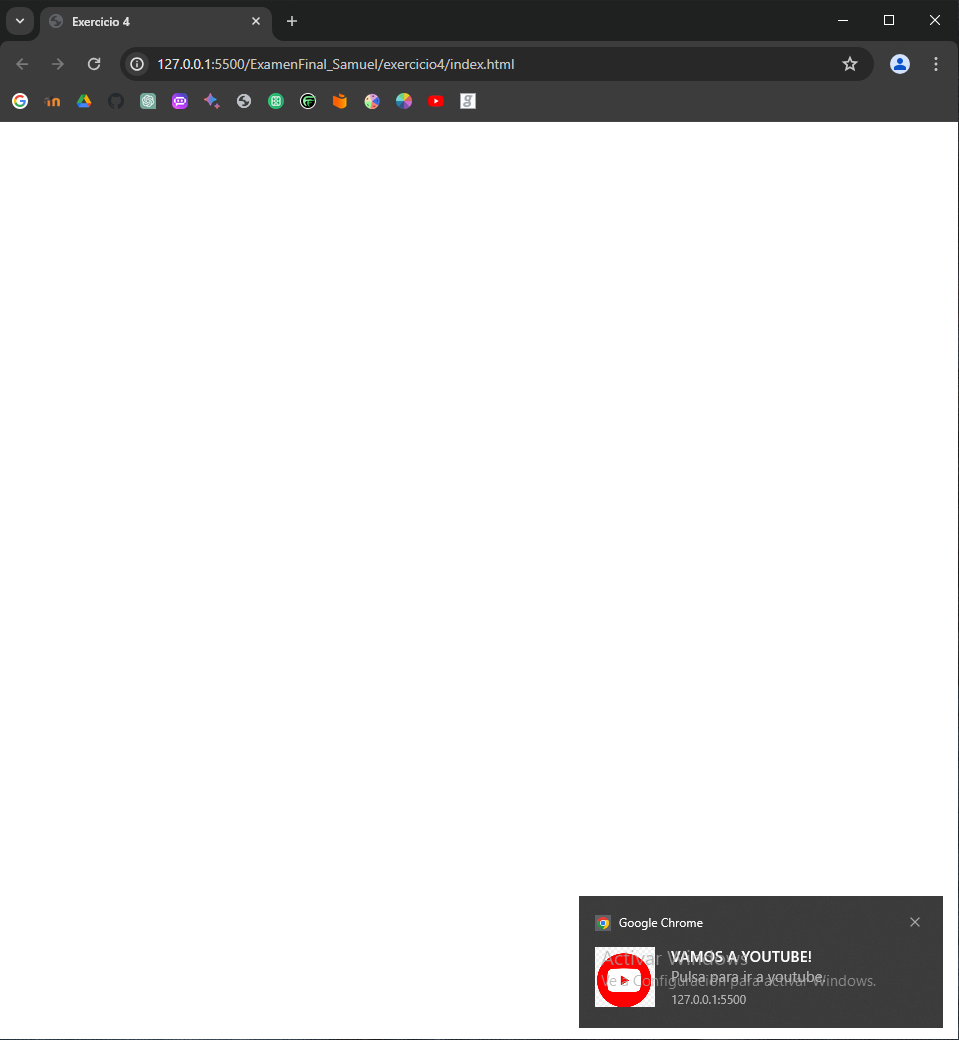 Exercicio 4
127.0.0.1:5500/ExamenFinal_Samuel/exercicio4/index.html
Google Chrome
VAMOS A YOUTUBE!
Pulsa para ir a youtube.
127.0.0.1:5500
Activar Windows
Ve a Configuración para activar Windows.